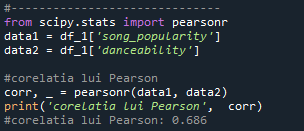 #------------------------------
from scipy.stats import pearsonr
data1 = df_1['song_popularity']
data2 = df_1['danceability']
#corelatia lui Pearson
corr, _ = pearsonr(data1, data2)
print('corelatia lui Pearson',  corr)
#corelatia lui Pearson: 0.686